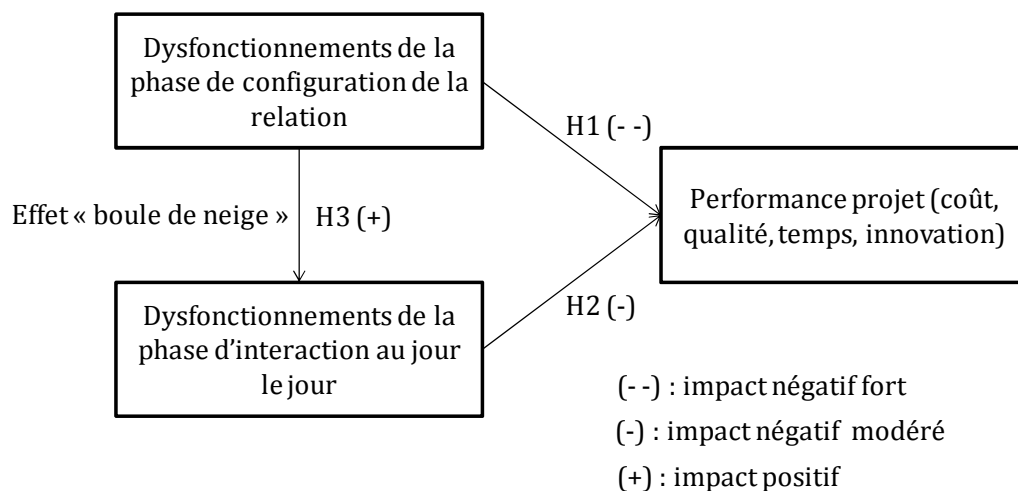 Dysfonctionnements de la
phase de configuration de la
relation
H1 (- -)
Performance projet (coût,
qualité, temps, innovation)
Effet « boule de neige »
H3 (+)
Dysfonctionnements de la
phase d'interaction au jour
le jour
H2 (-)
(- -) : impact négatif fort
(-) : impact négatif modéré
(+) : impact positif